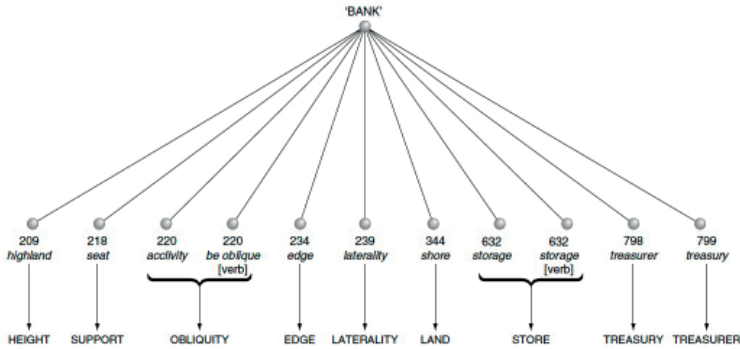 'BANK'
209 218 220 220 234 239 344 632 632 798 799
highland seat acclivity be oblique edge laterality shore storage storage treasurer treasury
[verb] [verb]
HEIGHT SUPPORT OBLIQUITY EDGE LATERALITY LAND STORE TREASURY TREASURER